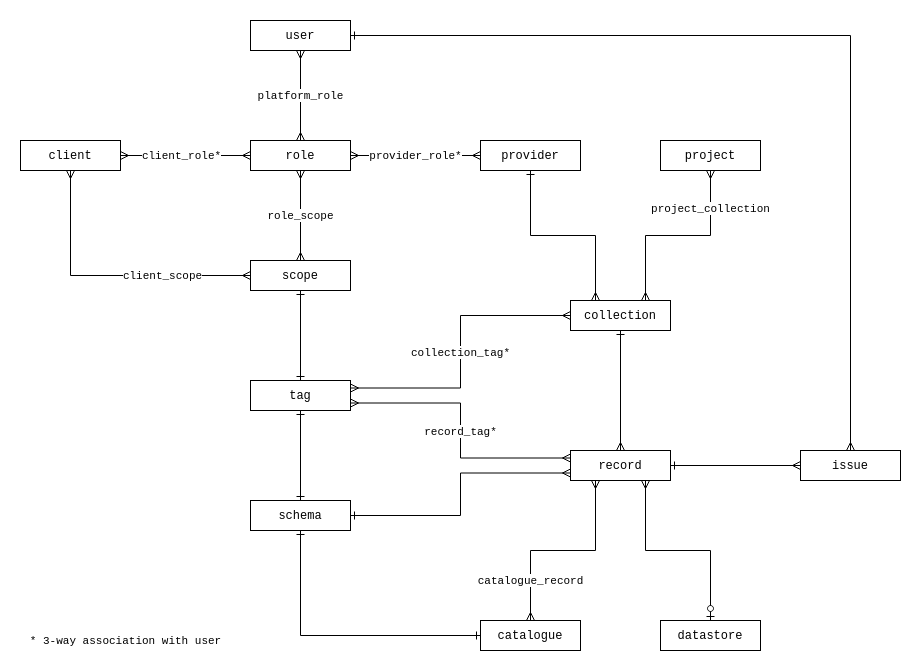 user
platform_role
client
client_role*
role
provider_role*
provider
project
project_collection
role_scope
client_scope
scope
collection
collection_tag*
tag
record_tag*
record
issue
schema
catalogue_record
* 3-way association with user
catalogue
datastore